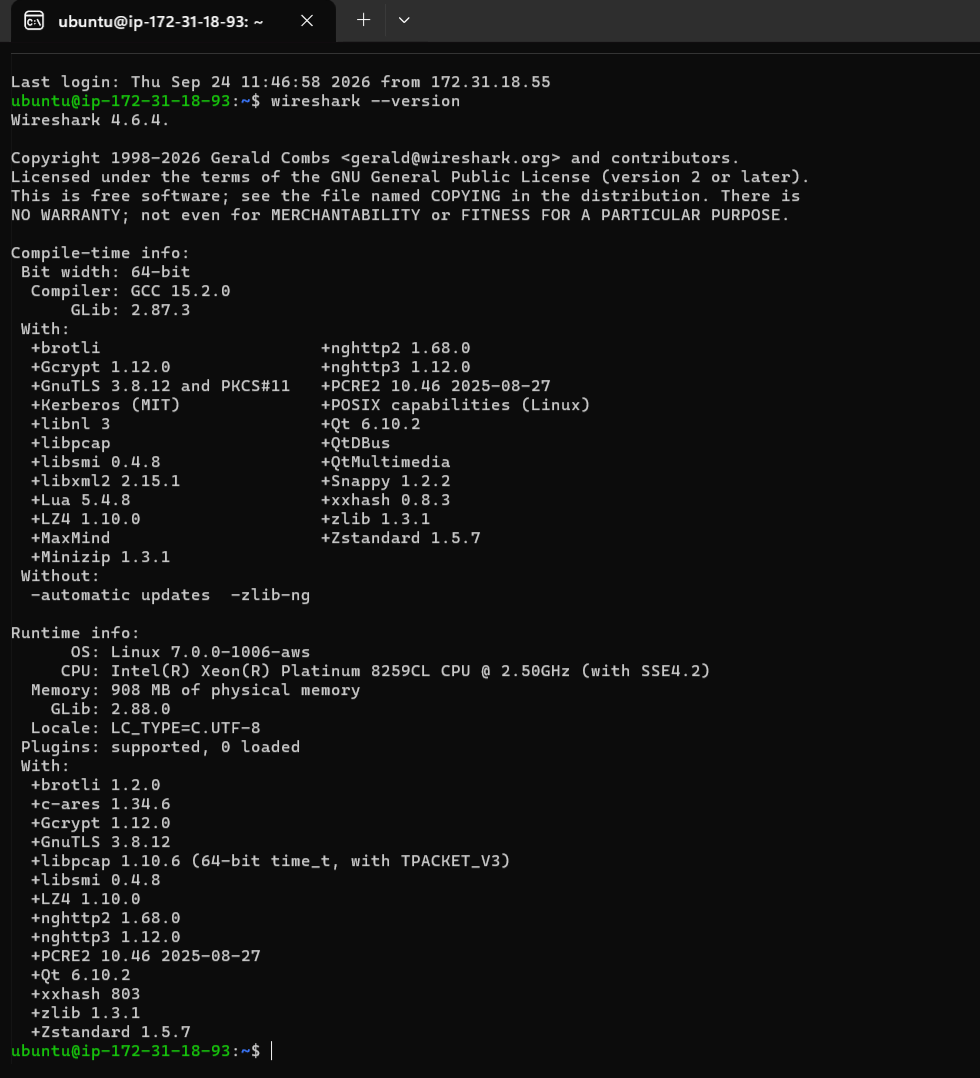 ubuntu@ip-172-31-18-93: ~
Last login: Thu Sep 24 11:46:58 2026 from 172.31.18.55
ubuntu@ip-172-31-18-93:~$ wireshark --version
Wireshark 4.6.4.

Copyright 1998-2026 Gerald Combs <gerald@wireshark.org> and contributors.
Licensed under the terms of the GNU General Public License (version 2 or later).
This is free software; see the file named COPYING in the distribution. There is
NO WARRANTY; not even for MERCHANTABILITY or FITNESS FOR A PARTICULAR PURPOSE.

Compile-time info:
 Bit width: 64-bit
  Compiler: GCC 15.2.0
      GLib: 2.87.3
 With:
  +brotli                      +nghttp2 1.68.0
  +Gcrypt 1.12.0               +nghttp3 1.12.0
  +GnuTLS 3.8.12 and PKCS#11   +PCRE2 10.46 2025-08-27
  +Kerberos (MIT)              +POSIX capabilities (Linux)
  +libnl 3                     +Qt 6.10.2
  +libpcap                     +QtDBus
  +libsmi 0.4.8                +QtMultimedia
  +libxml2 2.15.1              +Snappy 1.2.2
  +Lua 5.4.8                   +xxhash 0.8.3
  +LZ4 1.10.0                  +zlib 1.3.1
  +MaxMind                     +Zstandard 1.5.7
  +Minizip 1.3.1
 Without:
  -automatic updates  -zlib-ng

Runtime info:
      OS: Linux 7.0.0-1006-aws
     CPU: Intel(R) Xeon(R) Platinum 8259CL CPU @ 2.50GHz (with SSE4.2)
  Memory: 908 MB of physical memory
    GLib: 2.88.0
  Locale: LC_TYPE=C.UTF-8
 Plugins: supported, 0 loaded
 With:
  +brotli 1.2.0
  +c-ares 1.34.6
  +Gcrypt 1.12.0
  +GnuTLS 3.8.12
  +libpcap 1.10.6 (64-bit time_t, with TPACKET_V3)
  +libsmi 0.4.8
  +LZ4 1.10.0
  +nghttp2 1.68.0
  +nghttp3 1.12.0
  +PCRE2 10.46 2025-08-27
  +Qt 6.10.2
  +xxhash 803
  +zlib 1.3.1
  +Zstandard 1.5.7
ubuntu@ip-172-31-18-93:~$